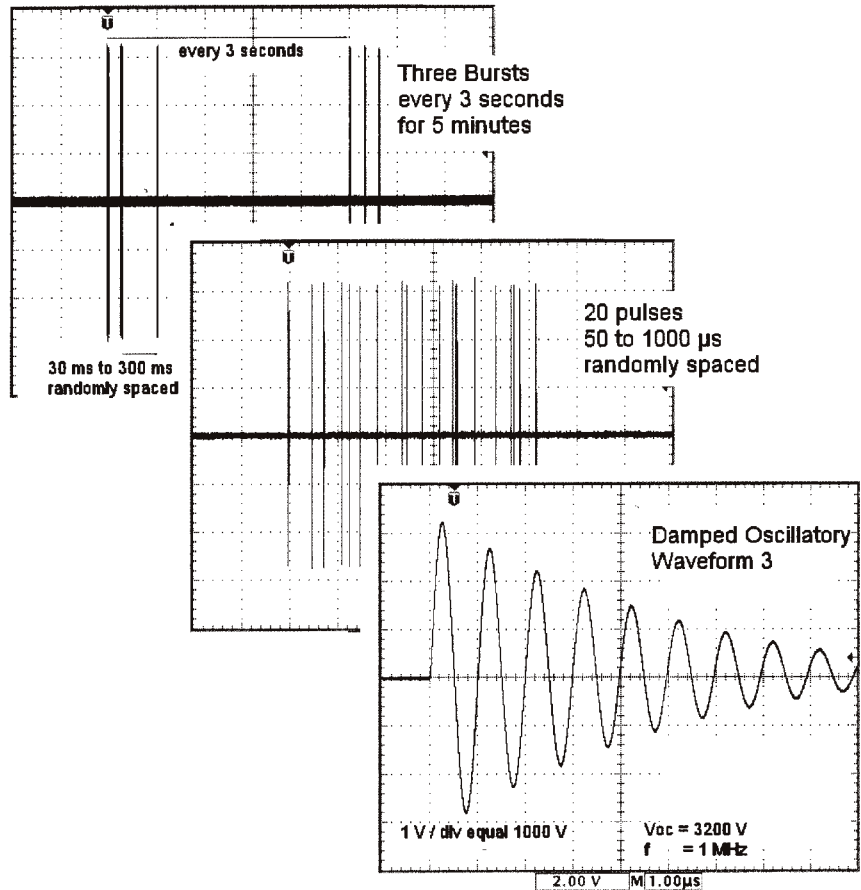 T
every 3 seconds
Three Bursts
every 3 seconds
for 5 minutes
30 ms to 300 ms
randomly spaced
T
20 pulses
50 to 1000 µs
randomly spaced
T
Damped Oscillatory
Waveform 3
1 V / div equal 1000 V
Voc = 3200 V
f = 1 MHz
2.00 V M 1.00µs